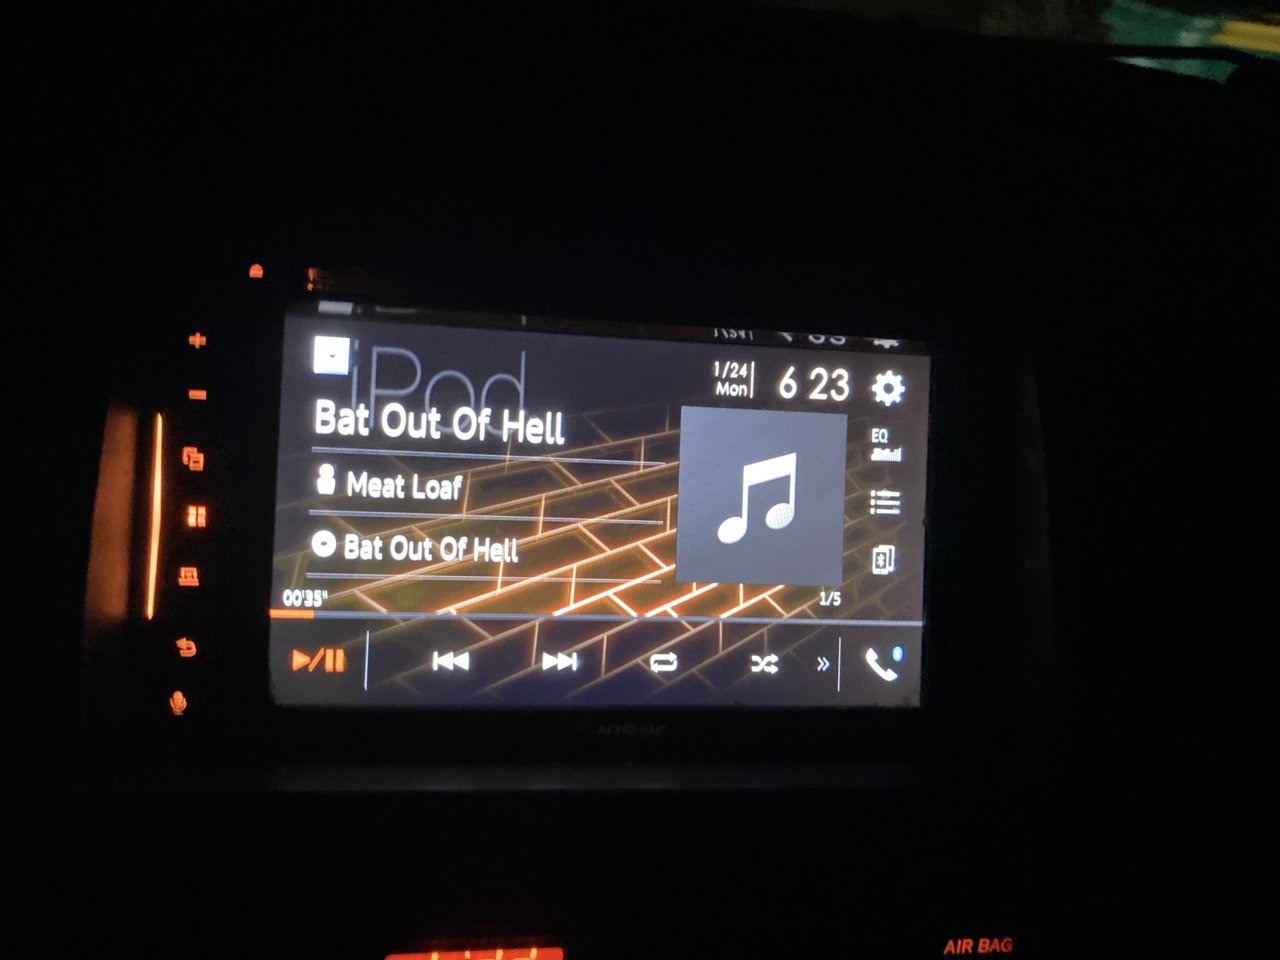 iPod
1/24
Mon
6 23
Bat Out Of Hell
EQ
Meat Loaf
Bat Out Of Hell
00'35"
1/5
AIR BAG